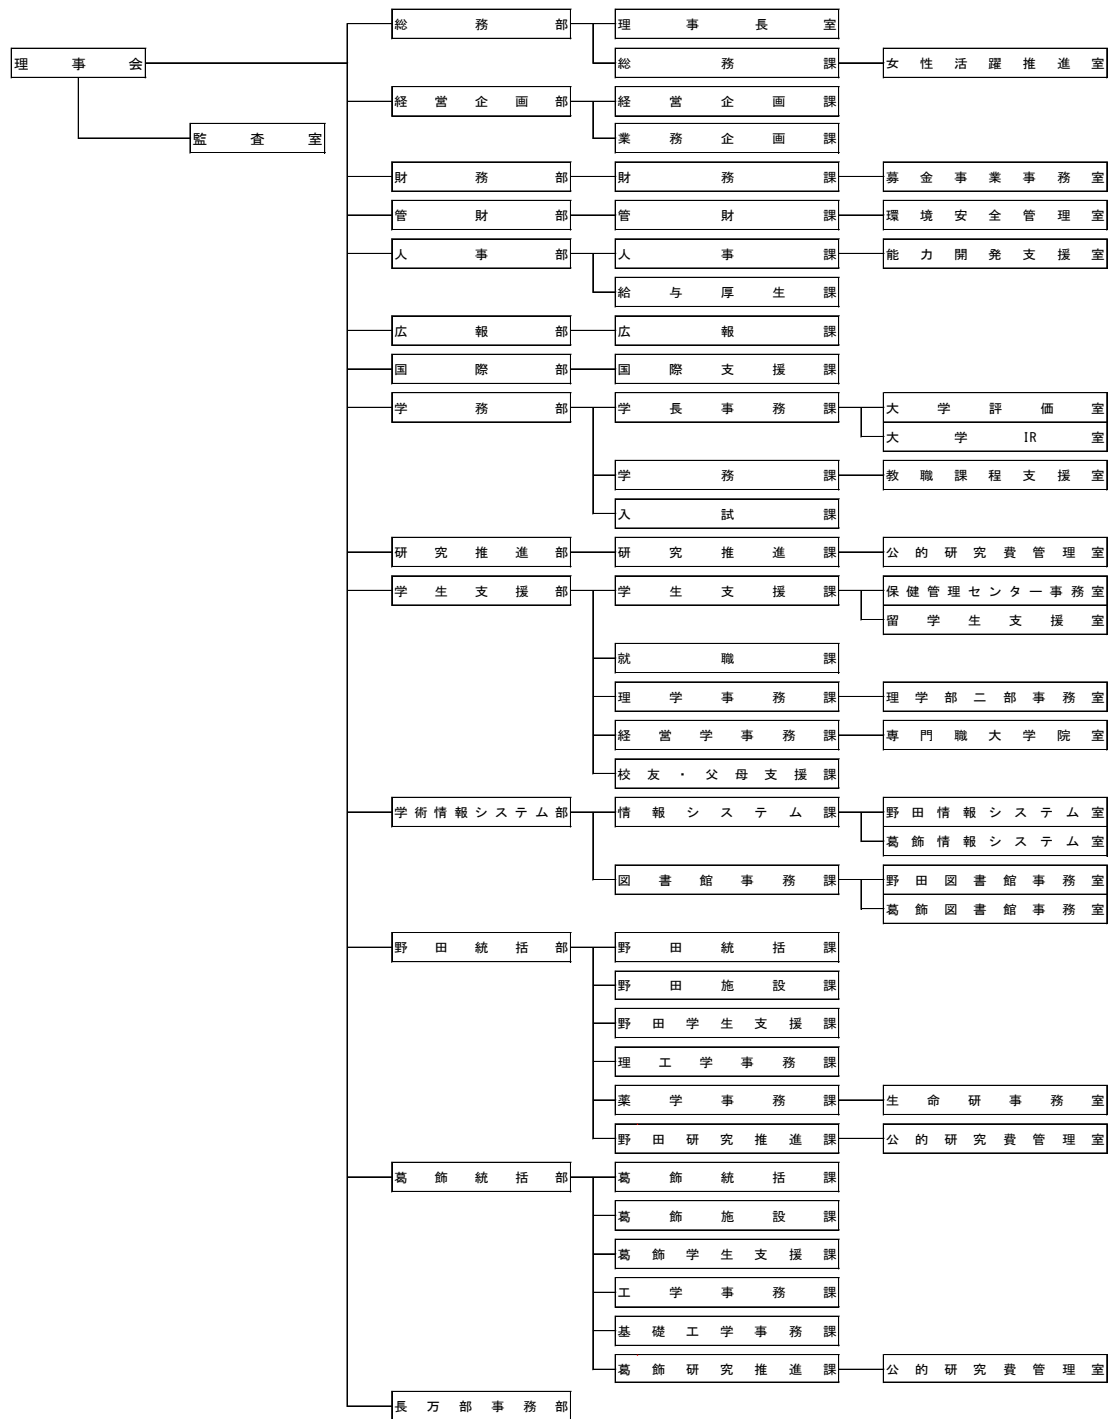 総務部 理事長室
理事会 総務課 女性活躍推進室
経営企画部 経営企画課
監査室 業務企画課
財務部 財務課 募金事業事務室
管財部 管財課 環境安全管理室
人事部 人事課 能力開発支援室
給与厚生課
広報部 広報課
国際部 国際支援課
学務部 学長事務課 大学評価室
大学IR室
学務課 教職課程支援室
入試課
研究推進部 研究推進課 公的研究費管理室
学生支援部 学生支援課 保健管理センター事務室
留学生支援室
就職課
理学事務課 理学部二部事務室
経営学事務課 専門職大学院室
校友・父母支援課
学術情報システム部 情報システム課 野田情報システム室
葛飾情報システム室
図書館事務課 野田図書館事務室
葛飾図書館事務室
野田統括部 野田統括課
野田施設課
野田学生支援課
理工学事務課
薬学事務課 生命研事務室
野田研究推進課 公的研究費管理室
葛飾統括部 葛飾統括課
葛飾施設課
葛飾学生支援課
工学事務課
基礎工学事務課
葛飾研究推進課 公的研究費管理室
長万部事務部